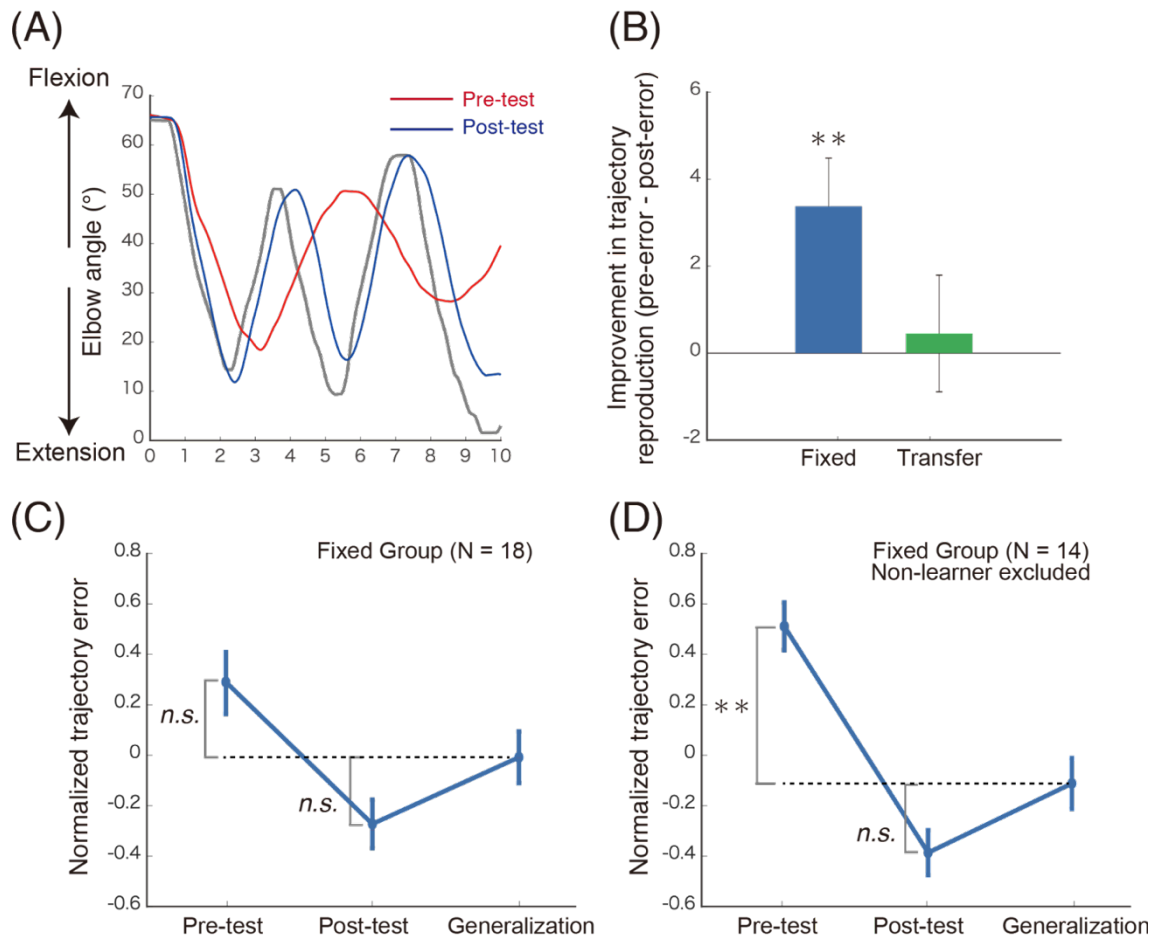 (A)
Flexion
Extension
Elbow angle (°)
70
60
50
40
30
20
10
0
0 1 2 3 4 5 6 7 8 9 10
Pre-test
Post-test
(B)
Improvement in trajectory
reproduction (pre-error - post-error)
6
4
2
0
-2
**
Fixed Transfer
(C)
Fixed Group (N = 18)
Normalized trajectory error
0.8
0.6
0.4
0.2
0
-0.2
-0.4
-0.6
n.s.
n.s.
Pre-test Post-test Generalization
(D)
Fixed Group (N = 14)
Non-learner excluded
Normalized trajectory error
0.8
0.6
0.4
0.2
0
-0.2
-0.4
-0.6
**
n.s.
Pre-test Post-test Generalization